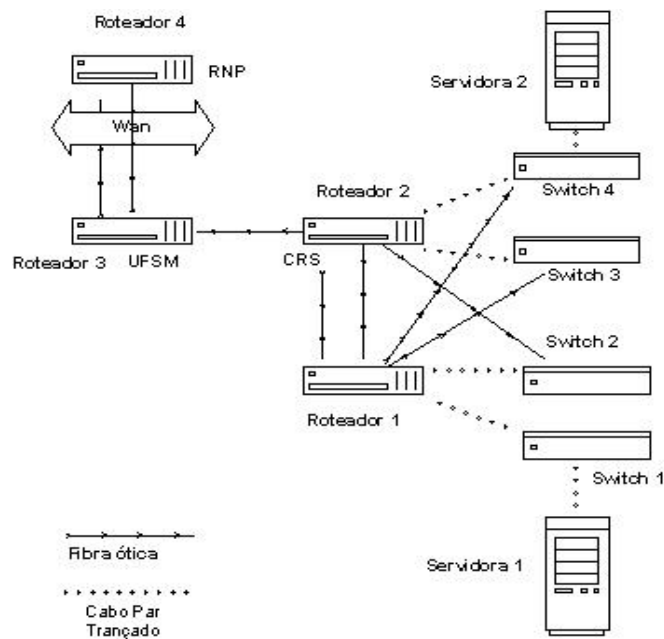 Roteador 4
RNP
Wan
Servidora 2
Switch 4
Roteador 2
Roteador 3
UFSM
CRS
Switch 3
Switch 2
Roteador 1
Switch 1
Fibra ótica
Servidora 1
Cabo Par
Trançado